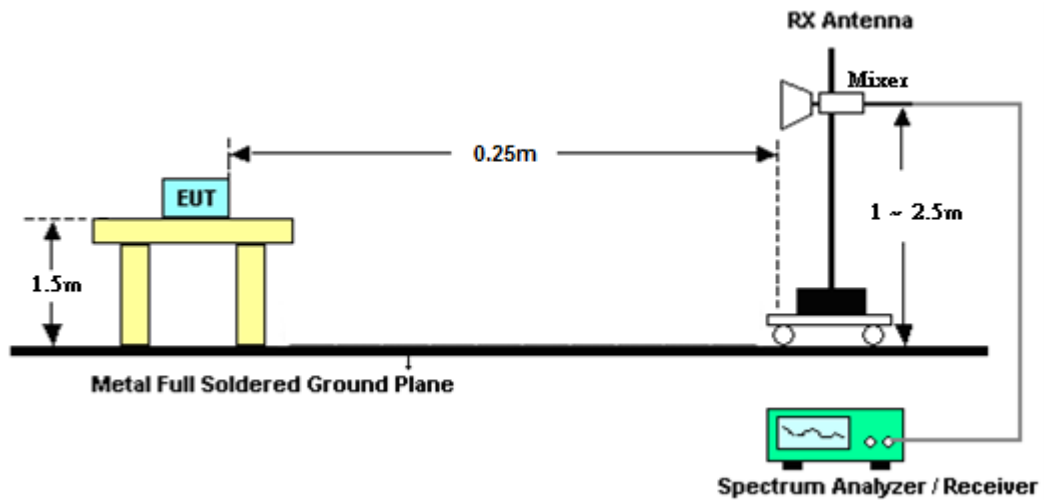 RX Antenna
Mixer
0.25m
EUT
1 ~ 2.5m
1.5m
Metal Full Soldered Ground Plane
Spectrum Analyzer / Receiver